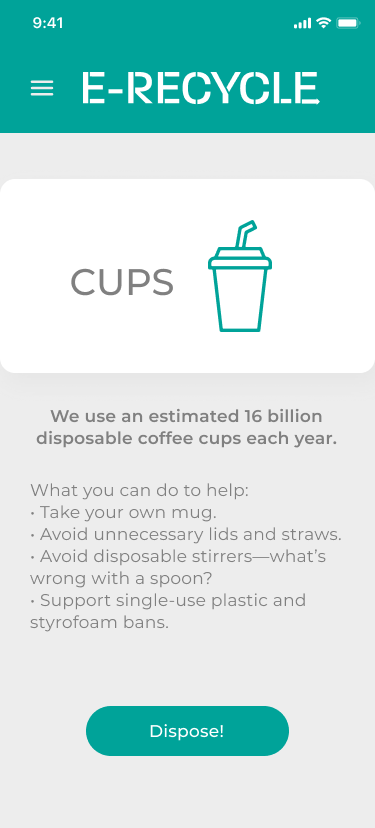 9:41
E-RECYCLE
CUPS
We use an estimated 16 billion
disposable coffee cups each year.
What you can do to help:
• Take your own mug.
• Avoid unnecessary lids and straws.
• Avoid disposable stirrers—what’s
wrong with a spoon?
• Support single-use plastic and
styrofoam bans.
Dispose!